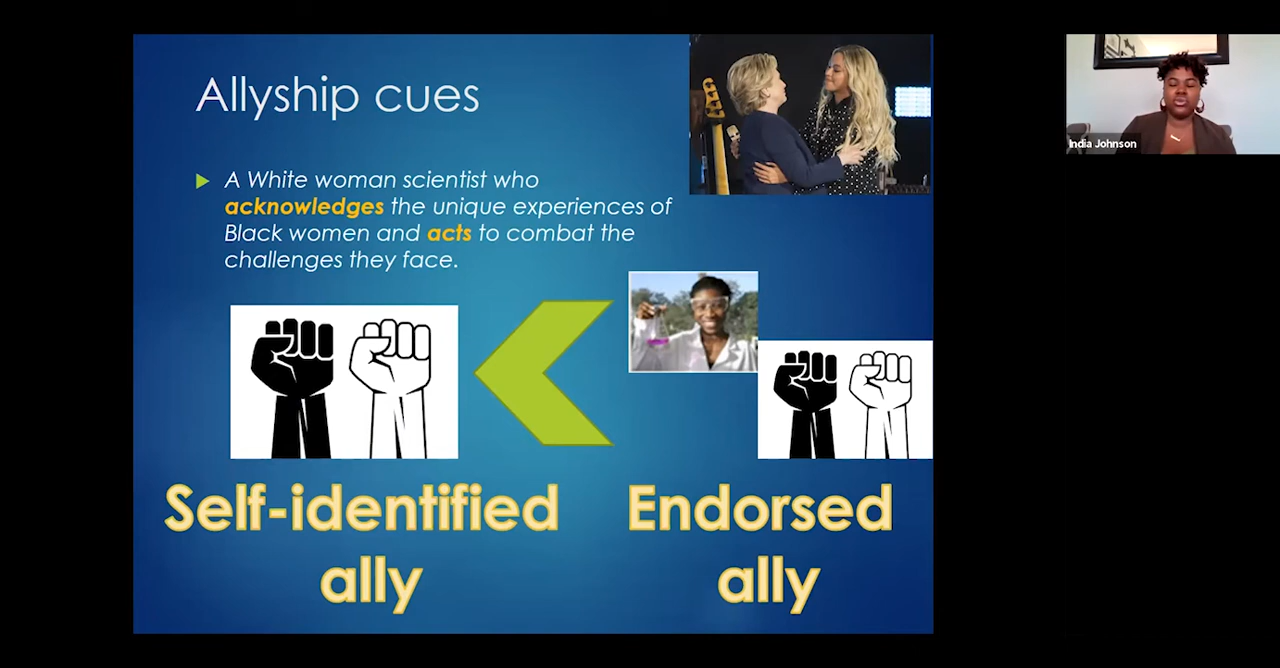 Allyship cues
A White woman scientist who
acknowledges the unique experiences of
Black women and acts to combat the
challenges they face.
Self-identified
ally
Endorsed
ally
India Johnson